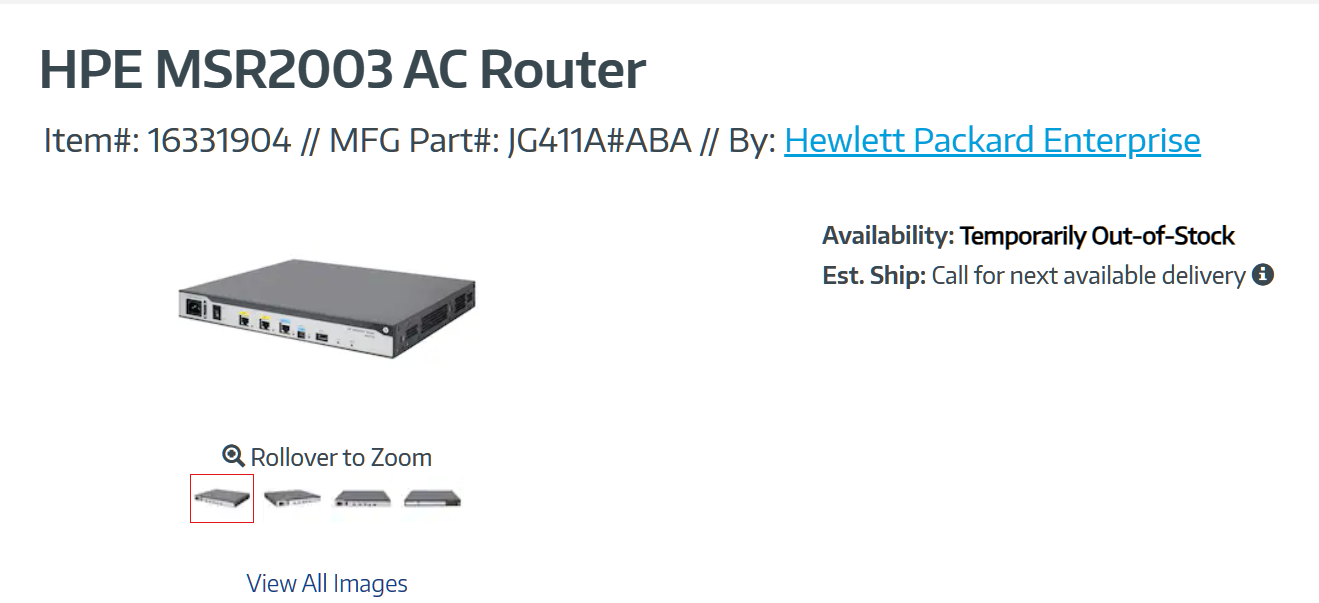 HPE MSR2003 AC Router
Item#: 16331904 // MFG Part#: JG411A#ABA // By: Hewlett Packard Enterprise
Availability: Temporarily Out-of-Stock
Est. Ship: Call for next available delivery
Rollover to Zoom
View All Images